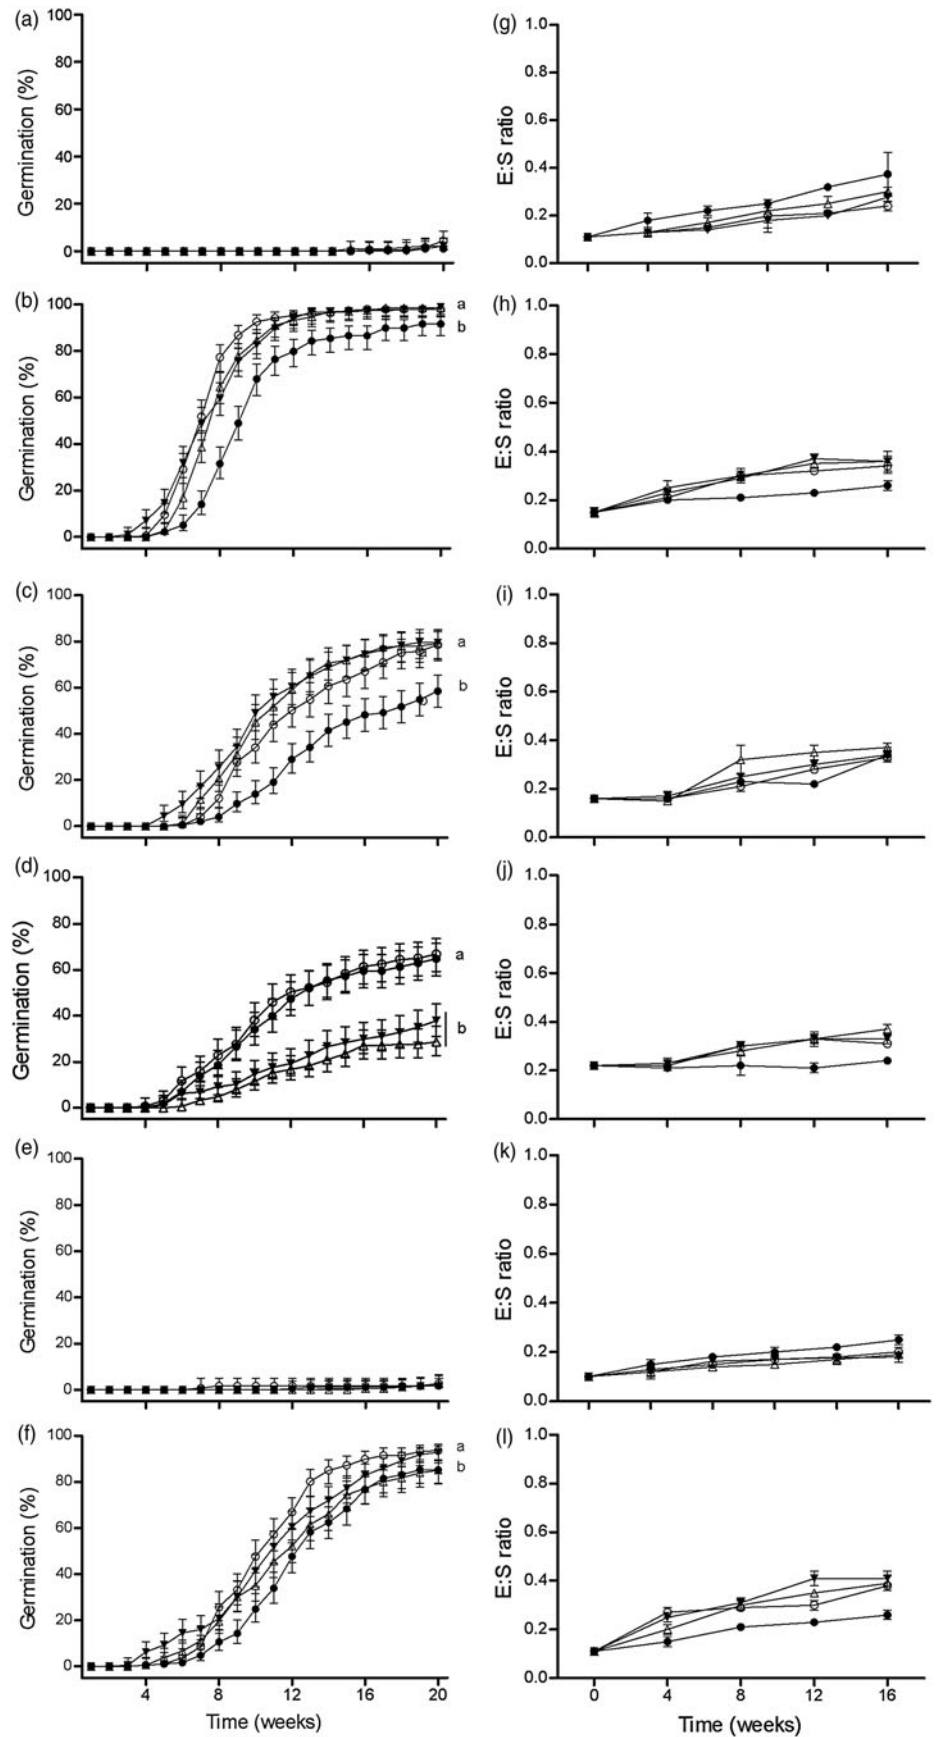 (a)
Germination (%)
100
80
60
40
20
0
(g)
E:S ratio
1.0
0.8
0.6
0.4
0.2
0.0
(b)
Germination (%)
100
80
60
40
20
0
a
b
(h)
E:S ratio
1.0
0.8
0.6
0.4
0.2
0.0
(c)
Germination (%)
100
80
60
40
20
0
a
b
(i)
E:S ratio
1.0
0.8
0.6
0.4
0.2
0.0
(d)
Germination (%)
100
80
60
40
20
0
a
b
(j)
E:S ratio
1.0
0.8
0.6
0.4
0.2
0.0
(e)
Germination (%)
100
80
60
40
20
0
(k)
E:S ratio
1.0
0.8
0.6
0.4
0.2
0.0
(f)
Germination (%)
100
80
60
40
20
0
a
b
4 8 12 16 20
Time (weeks)
(l)
E:S ratio
1.0
0.8
0.6
0.4
0.2
0.0
0 4 8 12 16
Time (weeks)